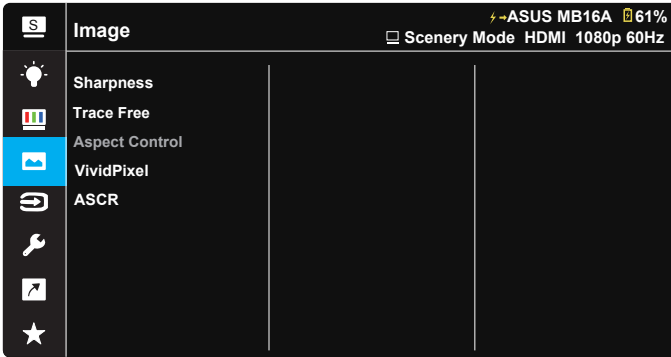 S
Image
ASUS MB16A 61%
Scenery Mode HDMI 1080p 60Hz
Sharpness
Trace Free
Aspect Control
VividPixel
ASCR